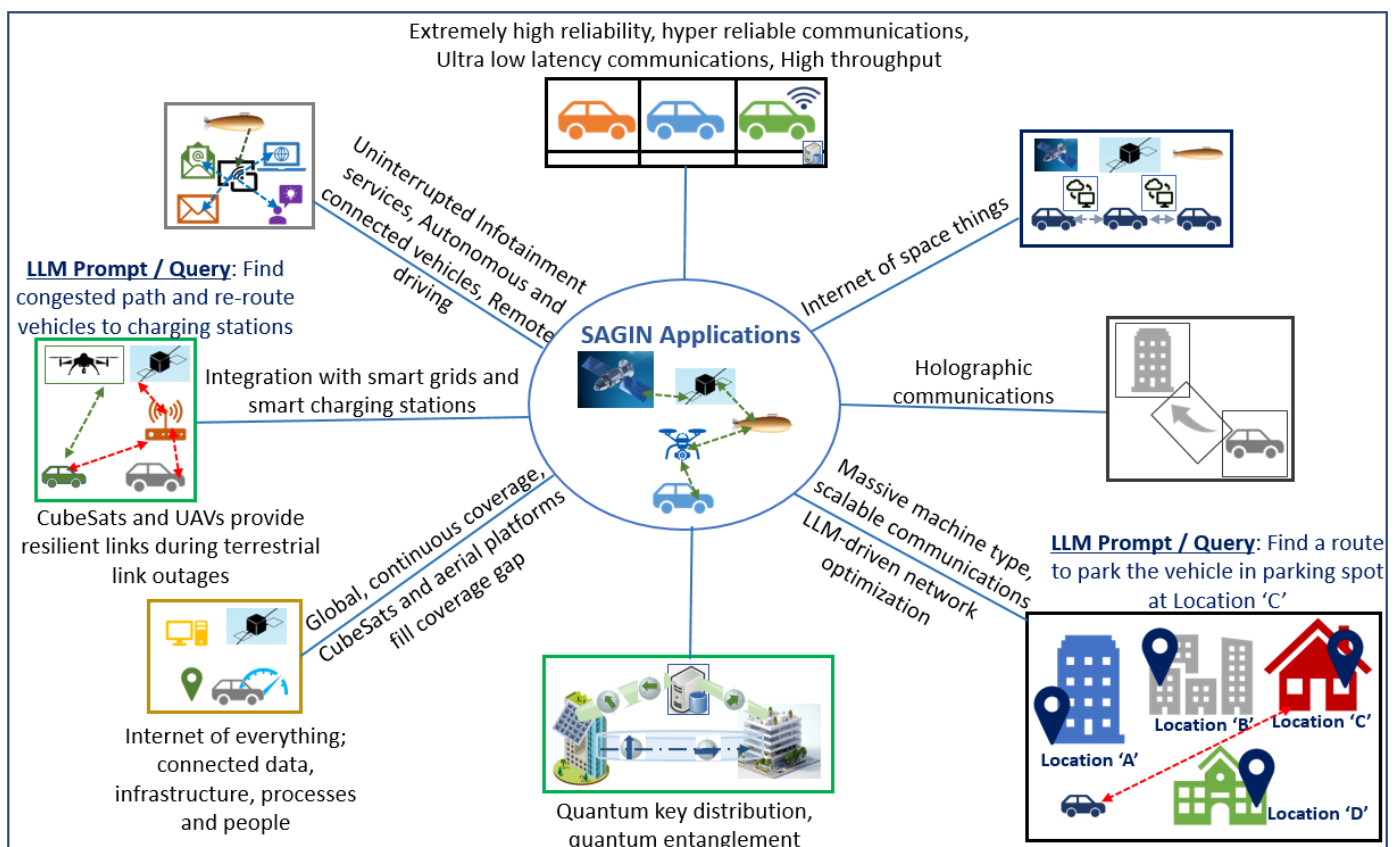 Extremely high reliability, hyper reliable communications,
Ultra low latency communications, High throughput
Uninterrupted Infotainment
services, Autonomous and
connected vehicles, Remote
driving
Internet of space things
LLM Prompt / Query: Find
congested path and re-route
vehicles to charging stations
SAGIN Applications
Integration with smart grids and
smart charging stations
Holographic
communications
CubeSats and UAVs provide
resilient links during terrestrial
link outages
Global, continuous coverage,
CubeSats and aerial platforms
fill coverage gap
Massive machine type,
scalable communications
LLM-driven network
optimization
LLM Prompt / Query: Find a route
to park the vehicle in parking spot
at Location ‘C’
Location ‘A’
Location ‘B’
Location ‘C’
Location ‘D’
Internet of everything;
connected data,
infrastructure, processes
and people
Quantum key distribution,
quantum entanglement